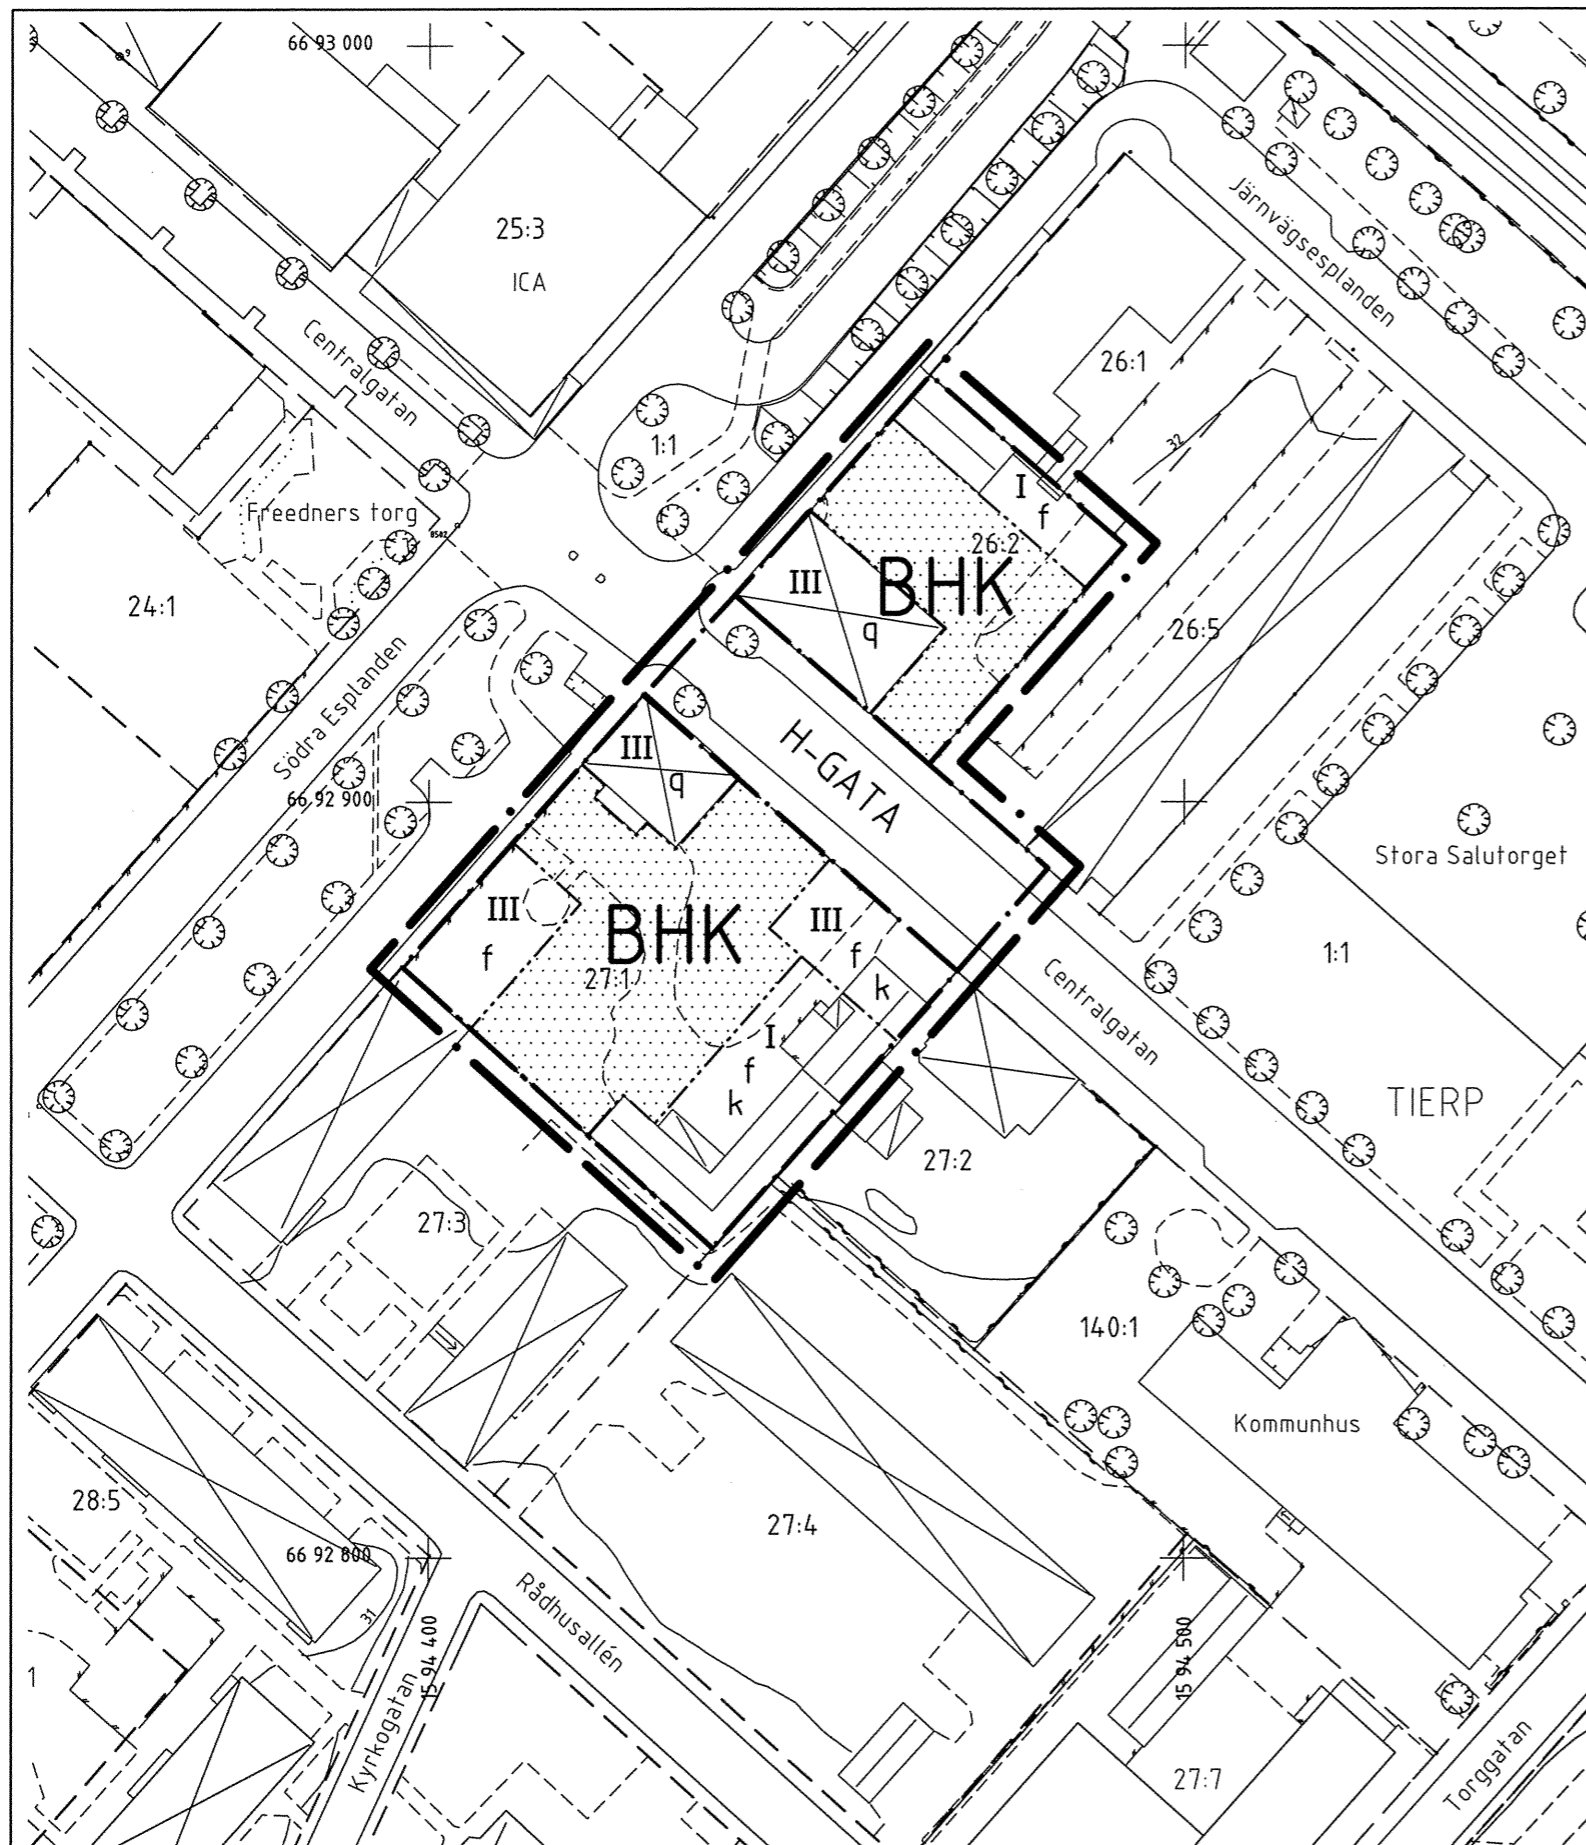 66 93 000
9
25:3
ICA
Järnvägsesplanden
Centralgatan
26:1
32
1:1
I
f
Freedners torg
8502
26:2
III
BHK
q
24:1
26:5
Södra Esplanden
III
q
H-GATA
66 92 900
Stora Salutorget
III
f
BHK
III
f
27:1
k
1:1
Centralgatan
I
f
k
TIERP
27:2
27:3
140:1
Kommunhus
28:5
27:4
66 92 800
31
Rådhusallén
15 94 400
15 94 500
1
Kyrkogatan
27:7
Torggatan